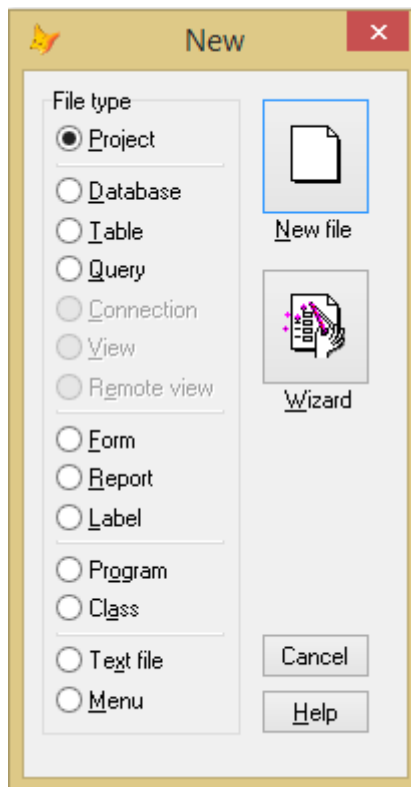 New
File type
Project
Database
Table
Query
Connection
View
Remote view
Form
Report
Label
Program
Class
Text file
Menu
New file
Wizard
Cancel
Help